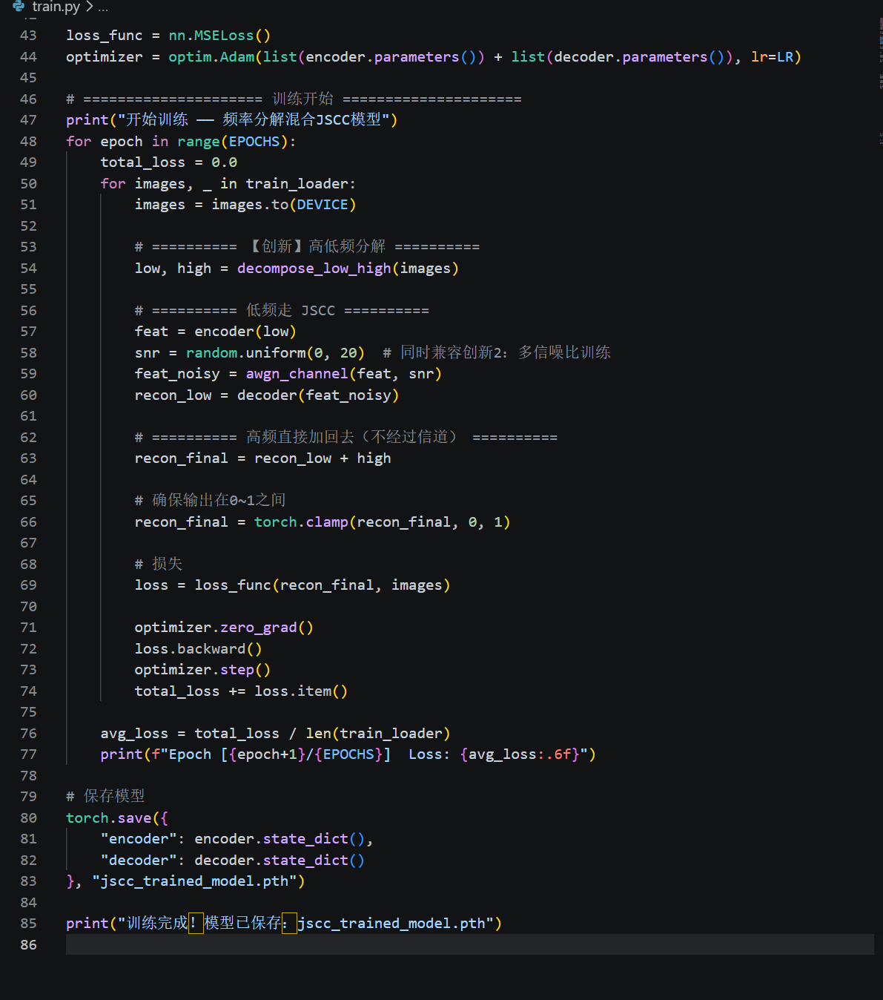 train.py > ...
43 loss_func = nn.MSELoss()
44 optimizer = optim.Adam(list(encoder.parameters()) + list(decoder.parameters()), lr=LR)
45
46 # ===================== 训练开始 =====================
47 print("开始训练 —— 频率分解混合JSCC模型")
48 for epoch in range(EPOCHS):
49     total_loss = 0.0
50     for images, _ in train_loader:
51         images = images.to(DEVICE)
52
53         # ========== 【创新】高低频分解 ==========
54         low, high = decompose_low_high(images)
55
56         # ========== 低频走 JSCC ==========
57         feat = encoder(low)
58         snr = random.uniform(0, 20)  # 同时兼容创新2：多信噪比训练
59         feat_noisy = awgn_channel(feat, snr)
60         recon_low = decoder(feat_noisy)
61
62         # ========== 高频直接加回去（不经过信道） ==========
63         recon_final = recon_low + high
64
65         # 确保输出在0~1之间
66         recon_final = torch.clamp(recon_final, 0, 1)
67
68         # 损失
69         loss = loss_func(recon_final, images)
70
71         optimizer.zero_grad()
72         loss.backward()
73         optimizer.step()
74         total_loss += loss.item()
75
76     avg_loss = total_loss / len(train_loader)
77     print(f"Epoch [{epoch+1}/{EPOCHS}]  Loss: {avg_loss:.6f}")
78
79 # 保存模型
80 torch.save({
81     "encoder": encoder.state_dict(),
82     "decoder": decoder.state_dict()
83 }, "jscc_trained_model.pth")
84
85 print("训练完成！模型已保存：jscc_trained_model.pth")
86